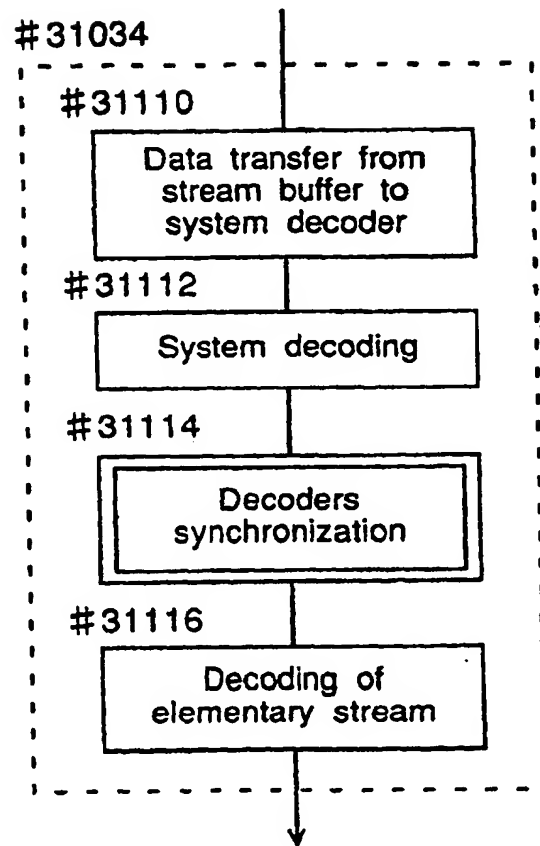 #31034
#31110
Data transfer from
stream buffer to
system decoder
#31112
System decoding
#31114
Decoders
synchronization
#31116
Decoding of
elementary stream